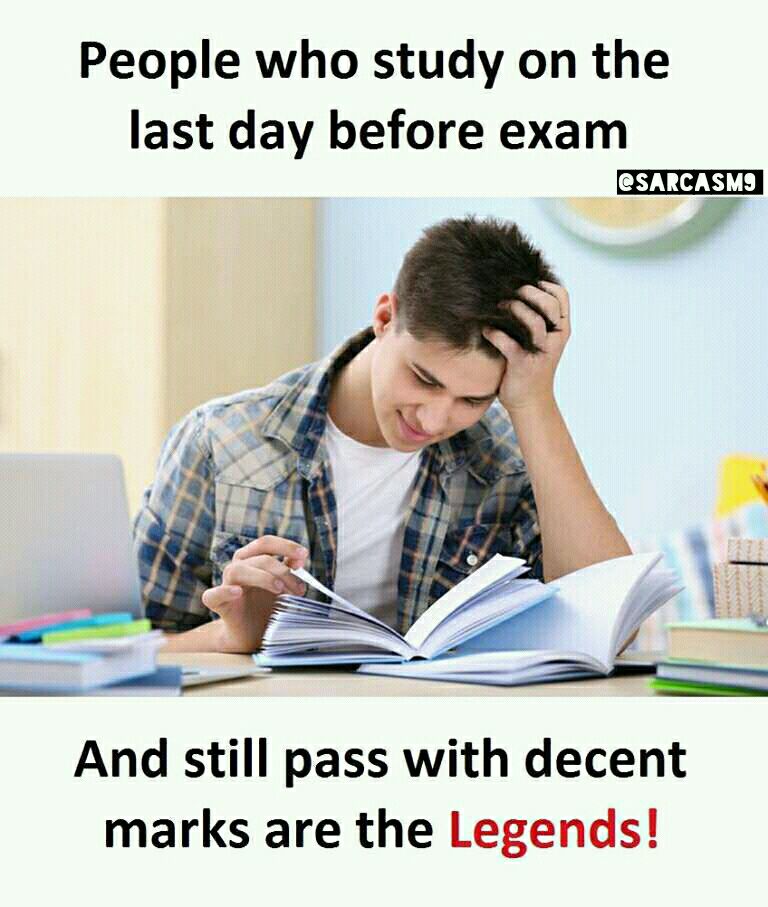 People who study on the
last day before exam
@SARCASM9
And still pass with decent
marks are the Legends!